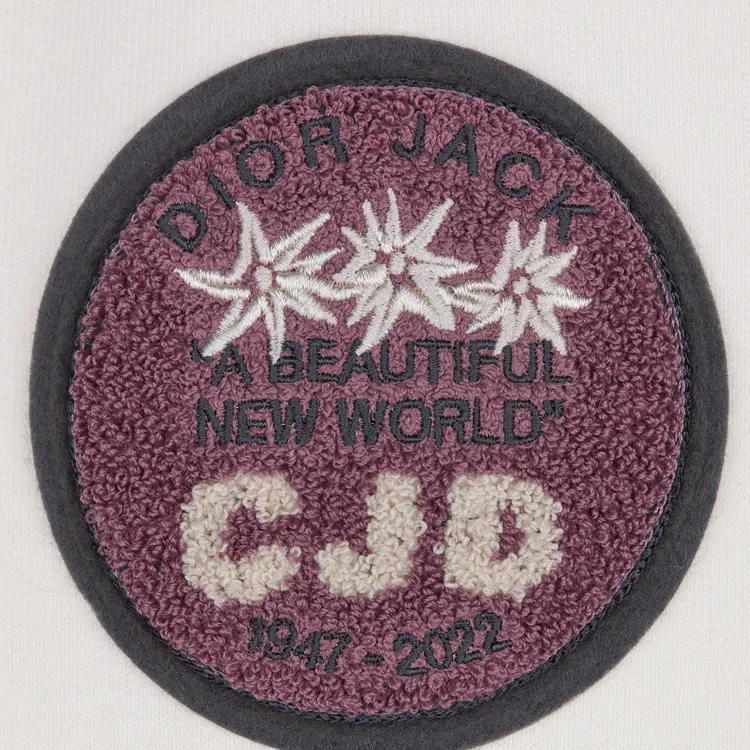 DIOR JACK
"A BEAUTIFUL
NEW WORLD"
CJD
1947 - 2022